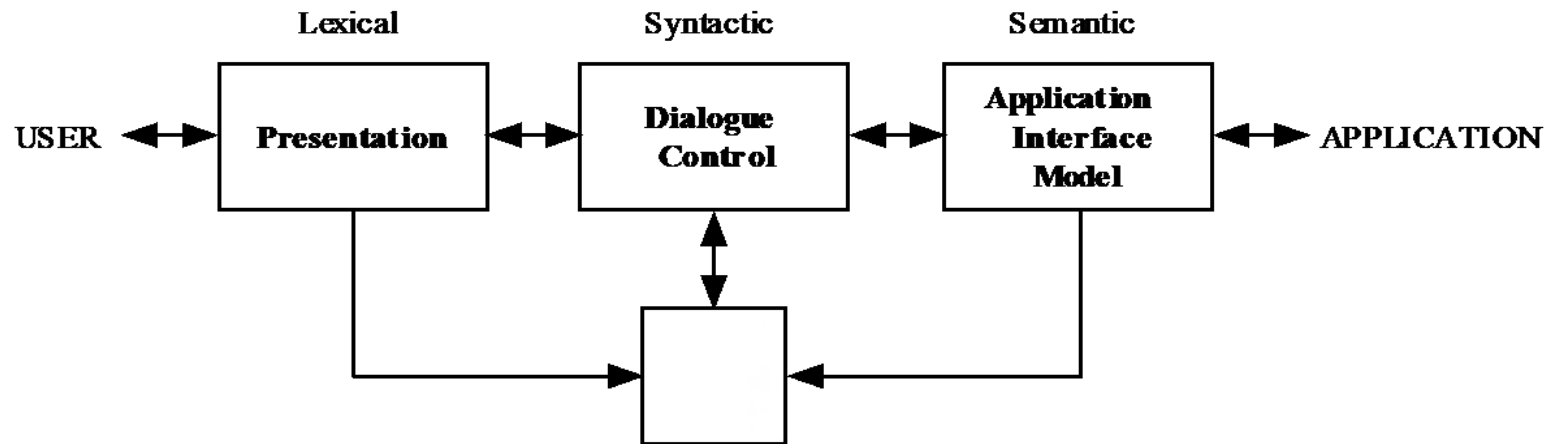 Lexical Syntactic Semantic
USER Presentation Dialogue Control Application Interface Model APPLICATION